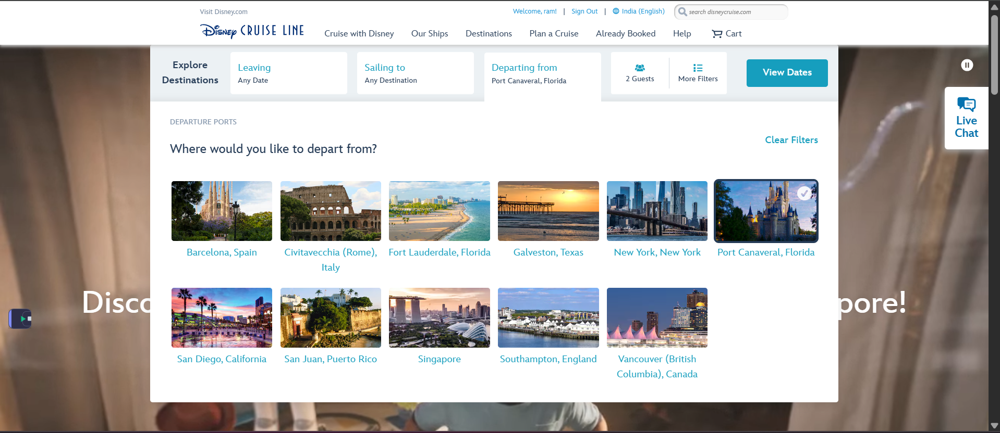 Visit Disney.com
Welcome, ram! | Sign Out | India (English)
search disneycruise.com
Disney CRUISE LINE
Cruise with Disney
Our Ships
Destinations
Plan a Cruise
Already Booked
Help
Cart
Explore
Destinations
Leaving
Any Date
Sailing to
Any Destination
Departing from
Port Canaveral, Florida
2 Guests
More Filters
View Dates
Live
Chat
DEPARTURE PORTS
Where would you like to depart from?
Clear Filters
Barcelona, Spain
Civitavecchia (Rome),
Italy
Fort Lauderdale, Florida
Galveston, Texas
New York, New York
Port Canaveral, Florida
Disco
pore!
San Diego, California
San Juan, Puerto Rico
Singapore
Southampton, England
Vancouver (British
Columbia), Canada